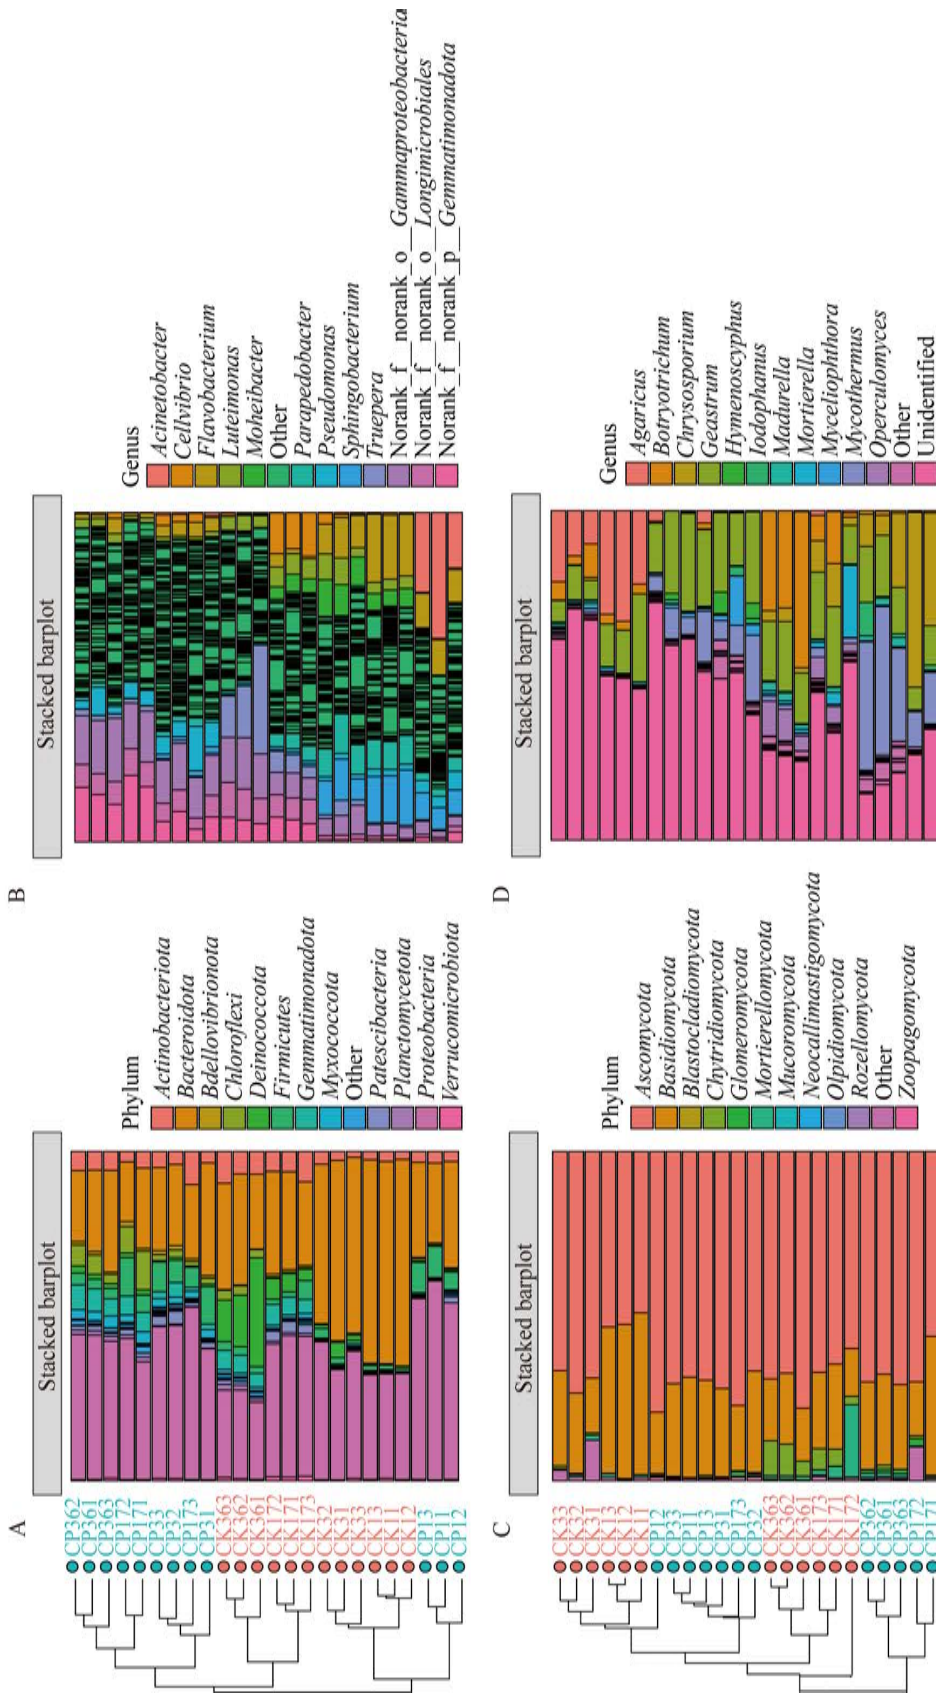 A
Stacked barplot
CP362
CP361
CP363
CP172
CP171
CP33
CP32
CP173
CP31
CK363
CK362
CK361
CK172
CK171
CK173
CK32
CK31
CK33
CK13
CK11
CK12
CP13
CP11
CP12
Phylum
Actinobacteriota
Bacteroidota
Bdellovibrionota
Chloroflexi
Deinococcota
Firmicutes
Gemmatimonadota
Myxococcota
Other
Patescibacteria
Planctomycetota
Proteobacteria
Verrucomicrobiota
B
Stacked barplot
Genus
Acinetobacter
Cellvibrio
Flavobacterium
Luteimonas
Moheibacter
Other
Parapedobacter
Pseudomonas
Sphingobacterium
Truepera
Norank_f__norank_o__Gammaproteobacteria
Norank_f__norank_o__Longimicrobiales
Norank_f__norank_p__Gemmatimonadota
C
Stacked barplot
CK33
CK32
CK31
CK13
CK12
CK11
CP12
CP33
CP11
CP13
CP31
CP173
CP32
CK363
CK362
CK361
CK173
CK171
CK172
CP362
CP361
CP363
CP172
CP171
Phylum
Ascomycota
Basidiomycota
Blastocladiomycota
Chytridiomycota
Glomeromycota
Mortierellomycota
Mucoromycota
Neocallimastigomycota
Olpidiomycota
Rozellomycota
Other
Zoopagomycota
D
Stacked barplot
Genus
Agaricus
Botryotrichum
Chrysosporium
Geastrum
Hymenoscyphus
Iodophanus
Madurella
Mortierella
Myceliophthora
Mycothermus
Operculomyces
Other
Unidentified